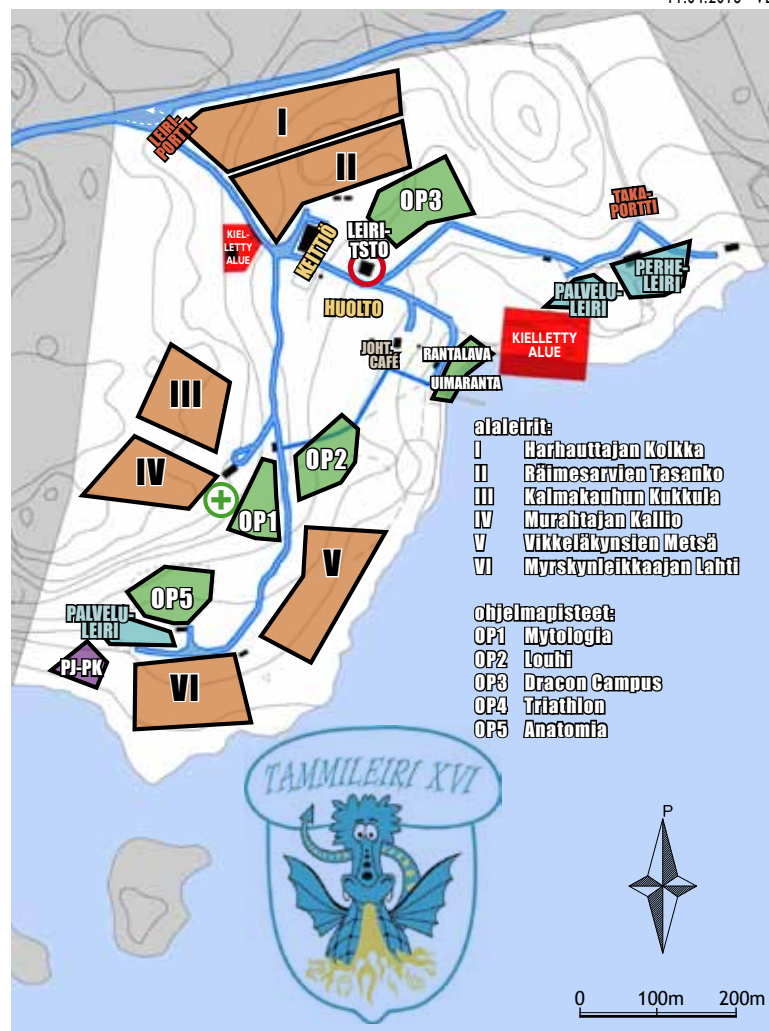 I
LEIRI-
PORTTI
II
OP3
TAKA-
PORTTI
KIEL-
LETTY
ALUE
KEITTIÖ
LEIRI-
TSTO
PERHE-
LEIRI
PALVELU-
LEIRI
HUOLTO
KIELLETTY
ALUE
JOHT.
CAFÉ
RANTALAVA
UIMARANTA
III
IV
OP2
OP1
V
OP5
PALVELU-
LEIRI
PJ-PK
VI
alaleirit:
I Harhauttajan Kolkka
II Räimesarvien Tasanko
III Kalmakauhun Kukkula
IV Murahtajan Kallio
V Vikkeläkynsien Metsä
VI Myrskynleikkaajan Lahti
ohjelmapisteet:
OP1 Mytologia
OP2 Louhi
OP3 Dracon Campus
OP4 Triathlon
OP5 Anatomia
TAMMILEIRI XVI
P
0 100m 200m